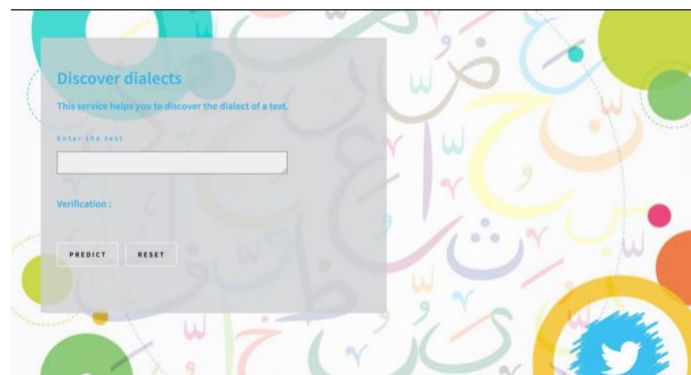 Discover dialects
This service helps you to discover the dialect of a text.
Enter the text
Verification :
PREDICT RESET